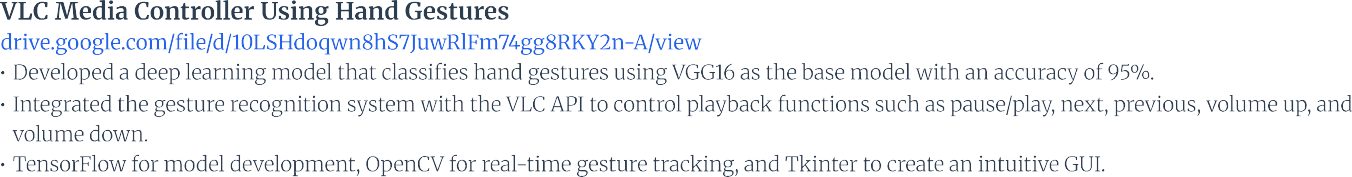 VLC Media Controller Using Hand Gestures
drive.google.com/file/d/10LSHdoqwn8hS7JuwRlFm74gg8RKY2n-A/view
• Developed a deep learning model that classifies hand gestures using VGG16 as the base model with an accuracy of 95%.
• Integrated the gesture recognition system with the VLC API to control playback functions such as pause/play, next, previous, volume up, and
volume down.
• TensorFlow for model development, OpenCV for real-time gesture tracking, and Tkinter to create an intuitive GUI.